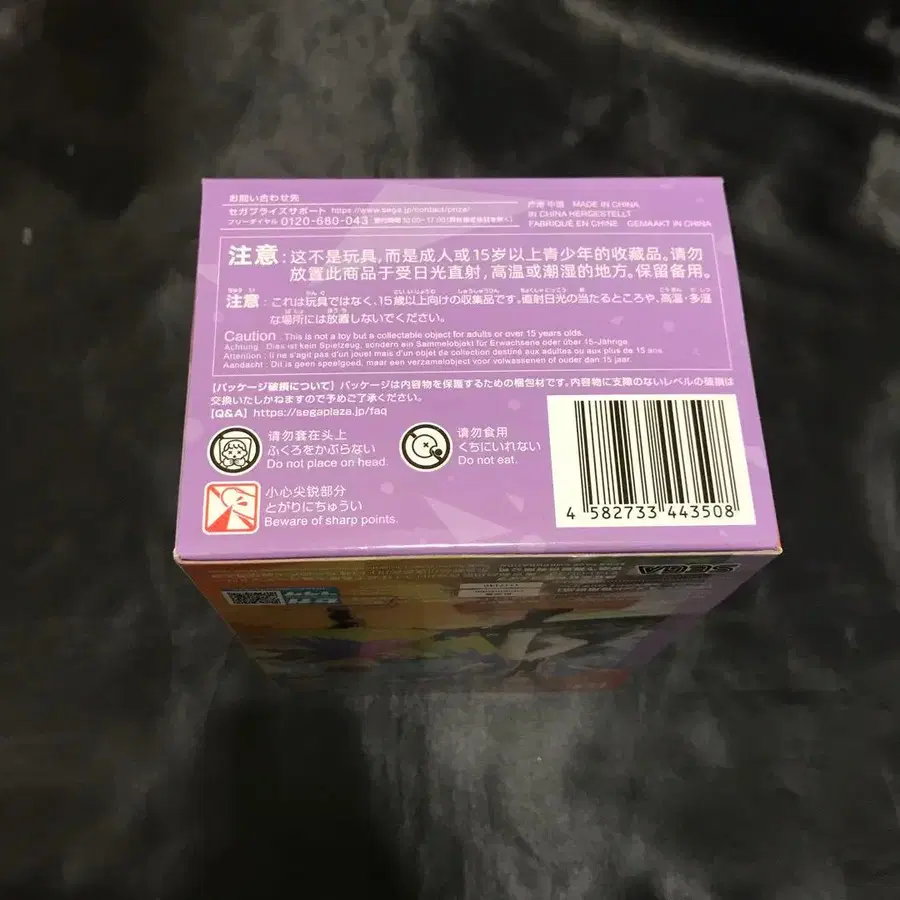 お問い合わせ先
セガプライズサポート https://www.sega.jp/contact/prize/
フリーダイヤル 0120-680-043
产地 中国 MADE IN CHINA
IN CHINA HERGESTELLT
FABRIQUÉ EN CHINE GEMAAKT IN CHINA
注意:这不是玩具,而是成人或15岁以上青少年的收藏品。请勿
放置此商品于受日光直射,高温或潮湿的地方。保留备用。
注意:これは玩具ではなく、15歳以上向けの収集品です。直射日光の当たるところや、高温・多湿
な場所には放置しないでください。
Caution : This is not a toy but a collectable object for adults or over 15 years olds.
Achtung : Dies ist kein Spielzeug, sondern ein Sammelobjekt für Erwachsene oder über 15-Jährige.
Attention : Il ne s'agit pas d'un jouet mais d'un objet de collection destiné aux adultes ou aux plus de 15 ans.
Aandacht : Dit is geen speelgoed, maar een verzamelobject voor volwassenen of ouder dan 15 jaar.
【パッケージ破損について】パッケージは内容物を保護するための梱包材です。内容物に支障のないレベルの破損は
交換いたしかねますので予めご了承ください。
【Q&A】https://segaplaza.jp/faq
请勿套在头上
ふくろをかぶらない
Do not place on head.
请勿食用
くちにいれない
Do not eat.
小心尖锐部分
とがりにちゅうい
Beware of sharp points.
4 582733 443508
SEGA